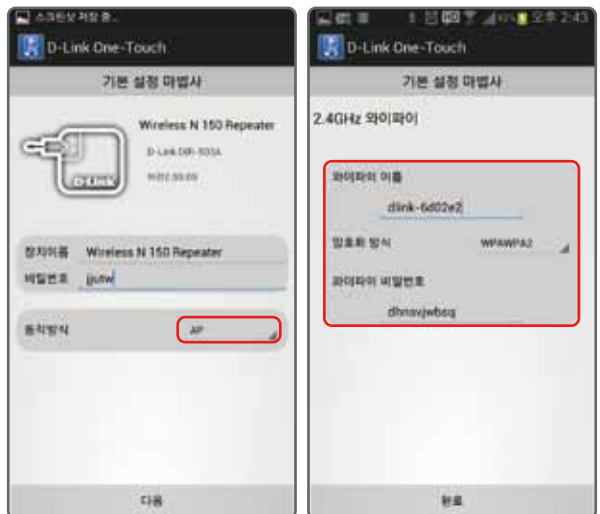 스크린샷 저장 중..
D-Link One-Touch
기본 설정 마법사
Wireless N 150 Repeater
D-Link DIR-503A
D-Link
장치이름 Wireless N 150 Repeater
비밀번호 jjutw
동작방식 AP
다음
오후 2:43
D-Link One-Touch
기본 설정 마법사
2.4GHz 와이파이
와이파이 이름
dlink-6d02e2
암호화 방식 WPAWPA2
와이파이 비밀번호
dhnsvjwbsq
완료